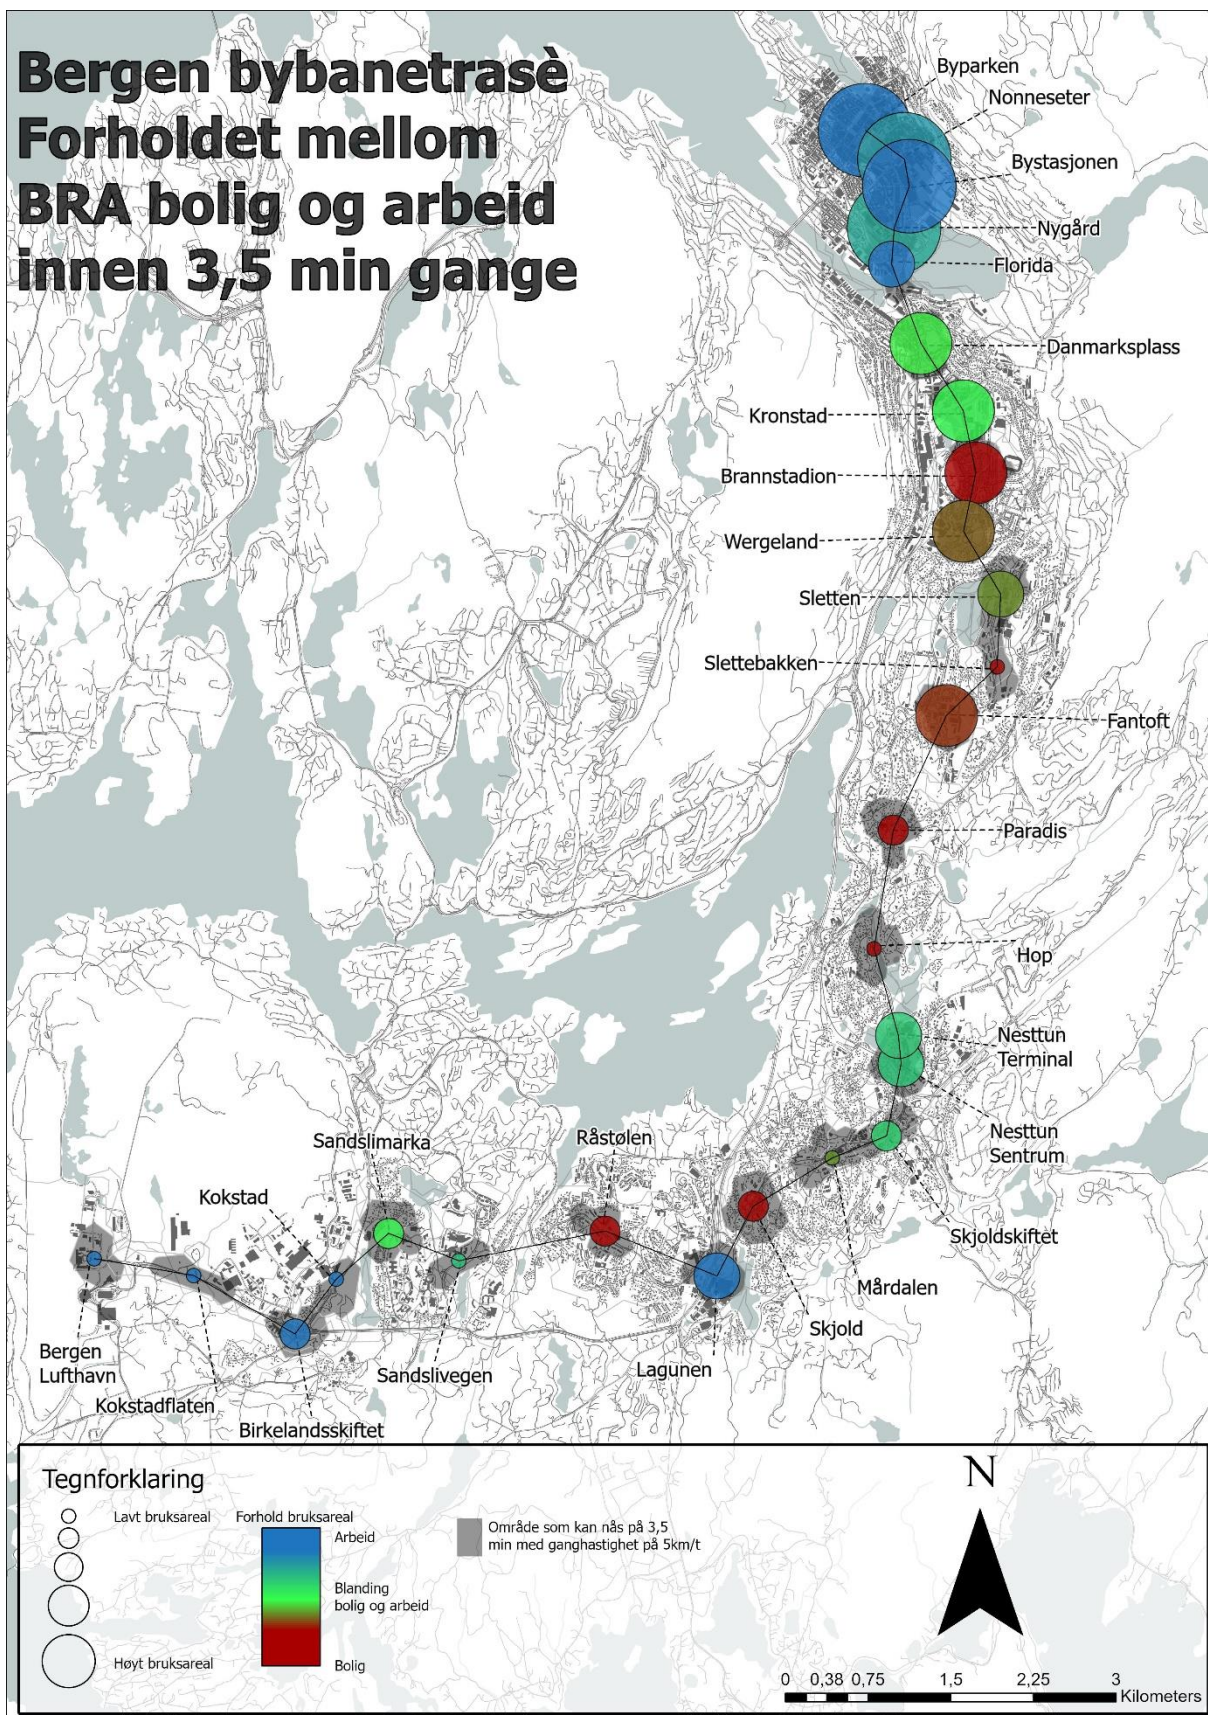 Bergen bybanetrasè
Forholdet mellom
BRA bolig og arbeid
innen 3,5 min gange
Byparken
Nonneseter
Bystasjonen
Nygård
Florida
Danmarksplass
Kronstad
Brannstadion
Wergeland
Sletten
Slettebakken
Fantoft
Paradis
Hop
Nesttun
Terminal
Nesttun
Sentrum
Sandslimarka
Råstølen
Kokstad
Skjoldskiftet
Mårdalen
Skjold
Bergen
Lufthavn
Sandslivegen
Lagunen
Kokstadflaten
Birkelandsskiftet
Tegnforklaring
Lavt bruksareal
Høyt bruksareal
Forhold bruksareal
Arbeid
Blanding
bolig og arbeid
Bolig
Område som kan nås på 3,5
min med ganghastighet på 5km/t
N
0 0,38 0,75 1,5 2,25 3
Kilometers